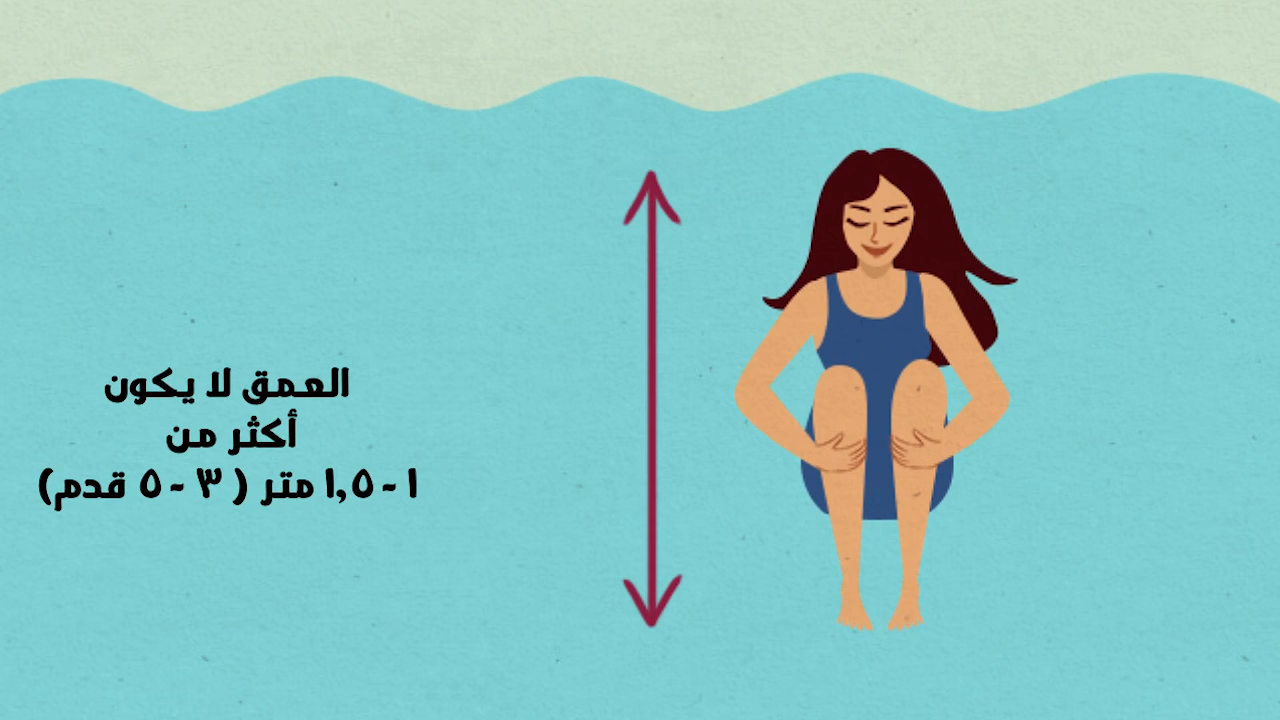 العمق لا يكون
أكثر من
١ - ١,٥ متر ( ٣ - ٥ قدم)